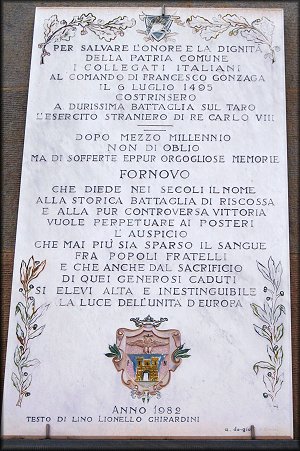 PER SALVARE L'ONORE E LA DIGNITÀ
DELLA PATRIA COMUNE
I COLLEGATI ITALIANI
AL COMANDO DI FRANCESCO GONZAGA
IL 6 LUGLIO 1495
COSTRINSERO
A DURISSIMA BATTAGLIA SUL TARO
L'ESERCITO STRANIERO DI RE CARLO VIII
DOPO MEZZO MILLENNIO
NON DI OBLIO
MA DI SOFFERTE EPPUR ORGOGLIOSE MEMORIE
FORNOVO
CHE DIEDE NEI SECOLI IL NOME
ALLA STORICA BATTAGLIA DI RISCOSSA
E ALLA PUR CONTROVERSA VITTORIA
VUOLE PERPETUARE AI POSTERI
L'AUSPICIO
CHE MAI PIÙ SIA SPARSO IL SANGUE
FRA POPOLI FRATELLI
E CHE ANCHE DAL SACRIFICIO
DI QUEI GENEROSI CADUTI
SI ELEVI ALTA E INESTINGUIBILE
LA LUCE DELL'UNITÀ D'EUROPA
ANNO 1982
TESTO DI LINO LIONELLO GHIRARDINI